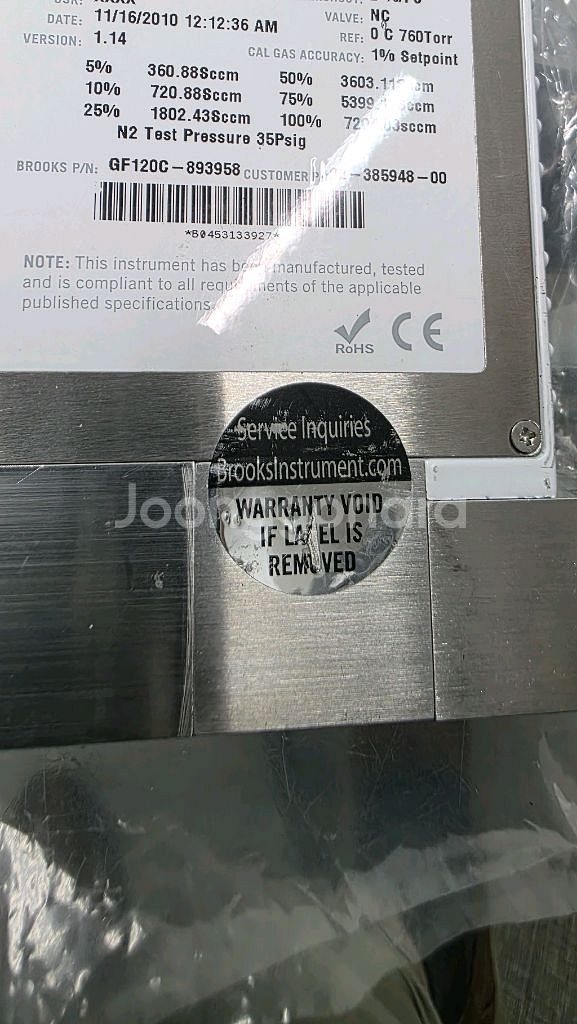 XXXX
DATE: 11/16/2010 12:12:36 AM
VALVE: NC
VERSION: 1.14
REF: 0°C 760Torr
CAL GAS ACCURACY: 1% Setpoint
5% 360.88Sccm 50%
10% 720.88Sccm 75%
25% 1802.43Sccm 100%
N2 Test Pressure 35Psig
BROOKS P/N: GF120C-893958 CUSTOMER
*B0453133927*
NOTE: This instrument has been manufactured, tested
and is compliant to all requirements of the applicable
published specifications.
RoHS CE
Service Inquiries
BrooksInstrument.com
WARRANTY VOID
IF LABEL IS
REMOVED